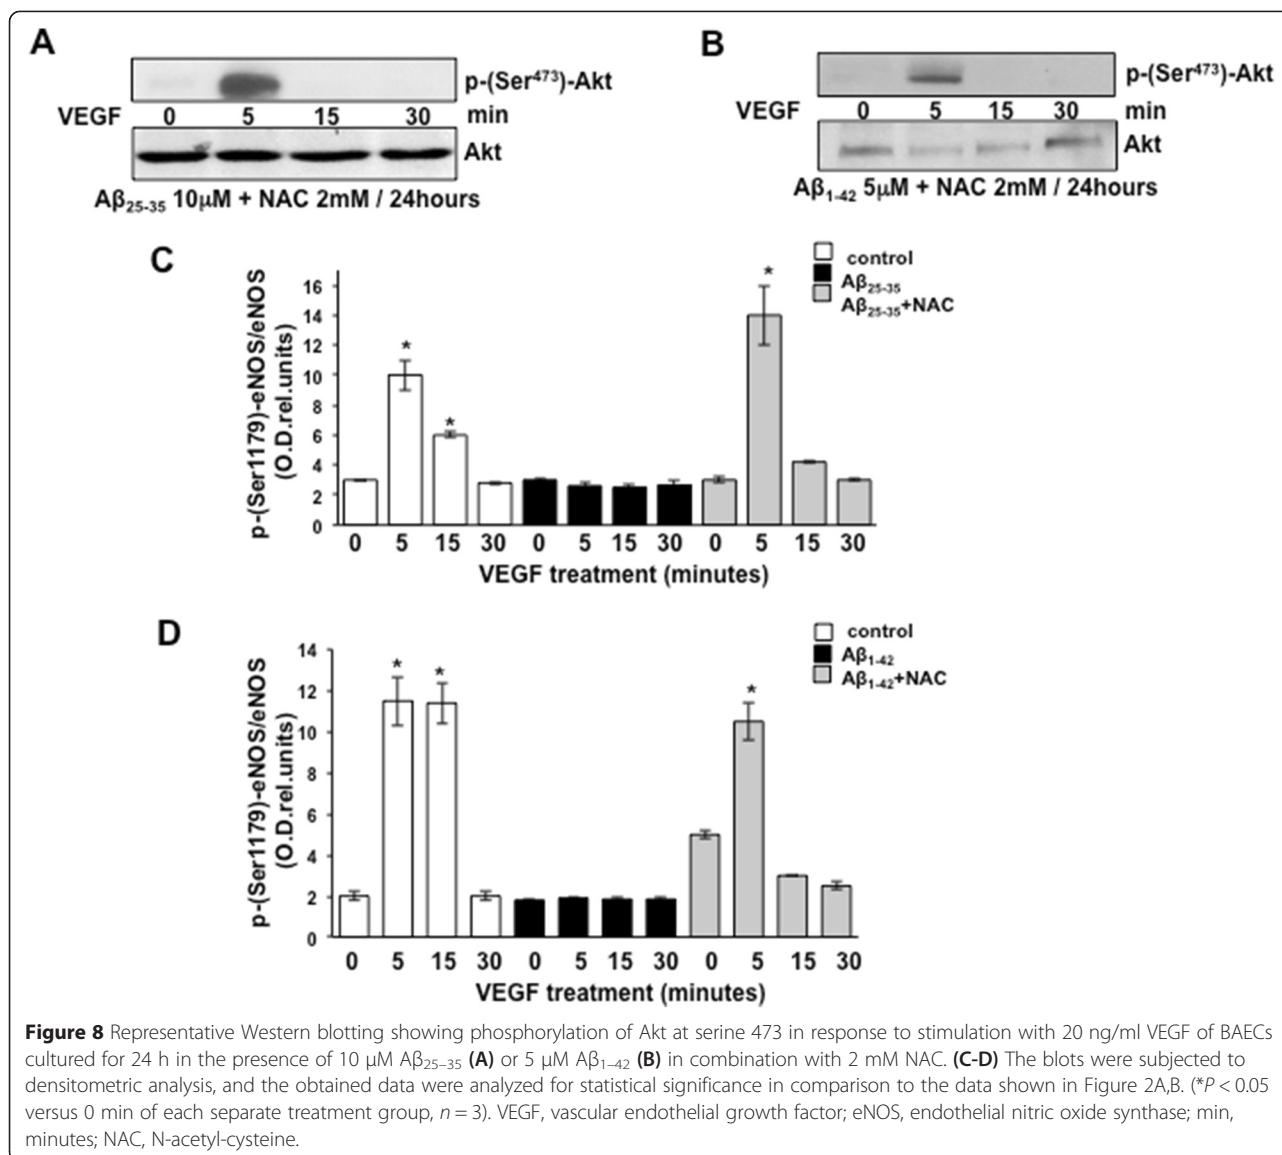 A
p-(Ser⁴⁷³)-Akt
VEGF 0 5 15 30 min
Akt
Aβ₂₅₋₃₅ 10μM + NAC 2mM / 24hours
B
p-(Ser⁴⁷³)-Akt
VEGF 0 5 15 30 min
Akt
Aβ₁₋₄₂ 5μM + NAC 2mM / 24hours
C
control
Aβ₂₅₋₃₅
Aβ₂₅₋₃₅+NAC
p-(Ser1179)-eNOS/eNOS
(O.D.rel.units)
16
14
12
10
8
6
4
2
0
* * *
0 5 15 30 0 5 15 30 0 5 15 30
VEGF treatment (minutes)
D
control
Aβ₁₋₄₂
Aβ₁₋₄₂+NAC
p-(Ser1179)-eNOS/eNOS
(O.D.rel.units)
14
12
10
8
6
4
2
0
* * *
0 5 15 30 0 5 15 30 0 5 15 30
VEGF treatment (minutes)
Figure 8 Representative Western blotting showing phosphorylation of Akt at serine 473 in response to stimulation with 20 ng/ml VEGF of BAECs
cultured for 24 h in the presence of 10 μM Aβ₂₅₋₃₅ (A) or 5 μM Aβ₁₋₄₂ (B) in combination with 2 mM NAC. (C-D) The blots were subjected to
densitometric analysis, and the obtained data were analyzed for statistical significance in comparison to the data shown in Figure 2A,B. (*P < 0.05
versus 0 min of each separate treatment group, n = 3). VEGF, vascular endothelial growth factor; eNOS, endothelial nitric oxide synthase; min,
minutes; NAC, N-acetyl-cysteine.